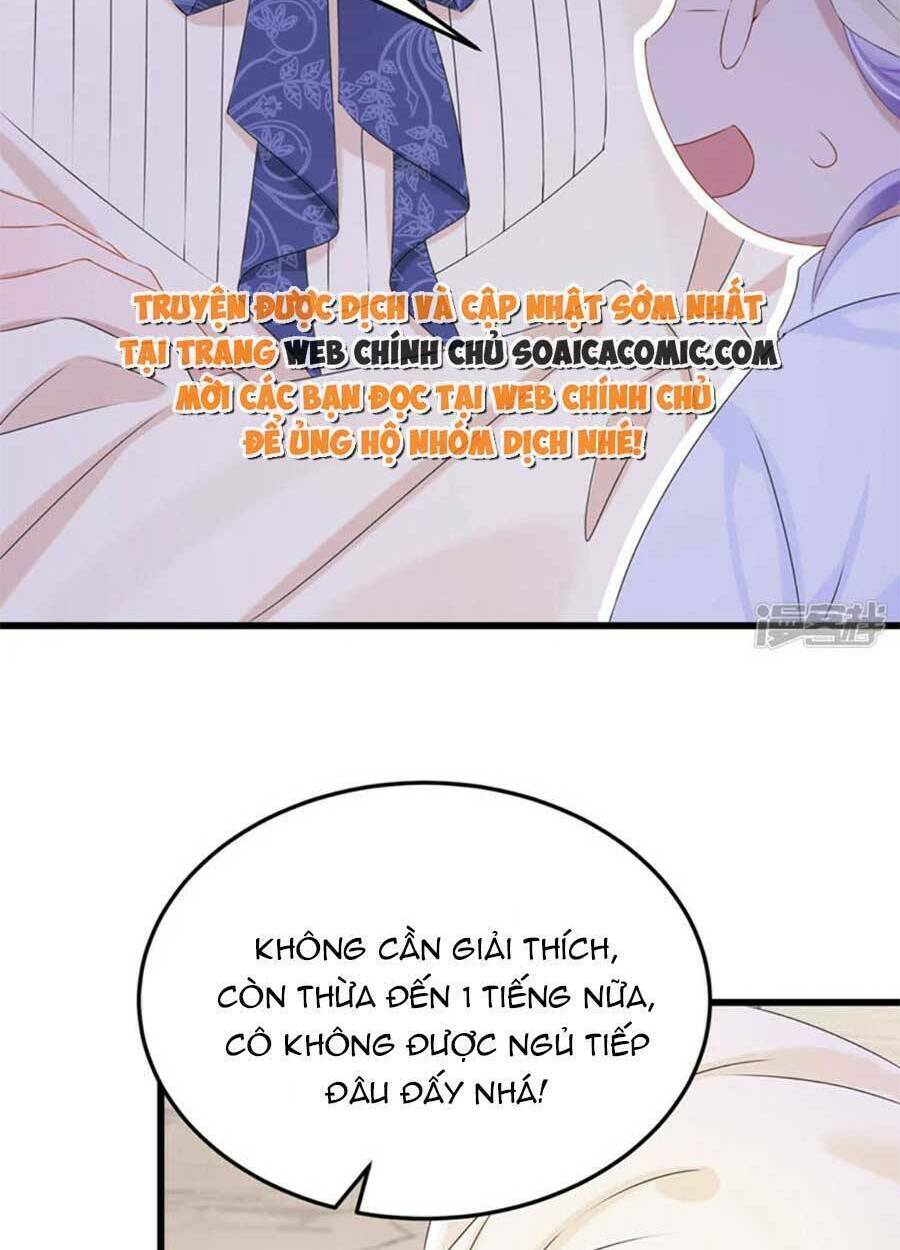 TRUYỆN ĐƯỢC DỊCH VÀ CẬP NHẬT SỚM NHẤT
TẠI TRANG WEB CHÍNH CHỦ SOAICACOMIC.COM
MỜI CÁC BẠN ĐỌC TẠI WEB CHÍNH CHỦ
ĐỂ ỦNG HỘ NHÓM DỊCH NHÉ!
漫客栈
KHÔNG CẦN GIẢI THÍCH,
CÒN THỪA ĐẾN 1 TIẾNG NỮA,
CÔ KHÔNG ĐƯỢC NGỦ TIẾP
ĐÂU ĐẤY NHÁ!